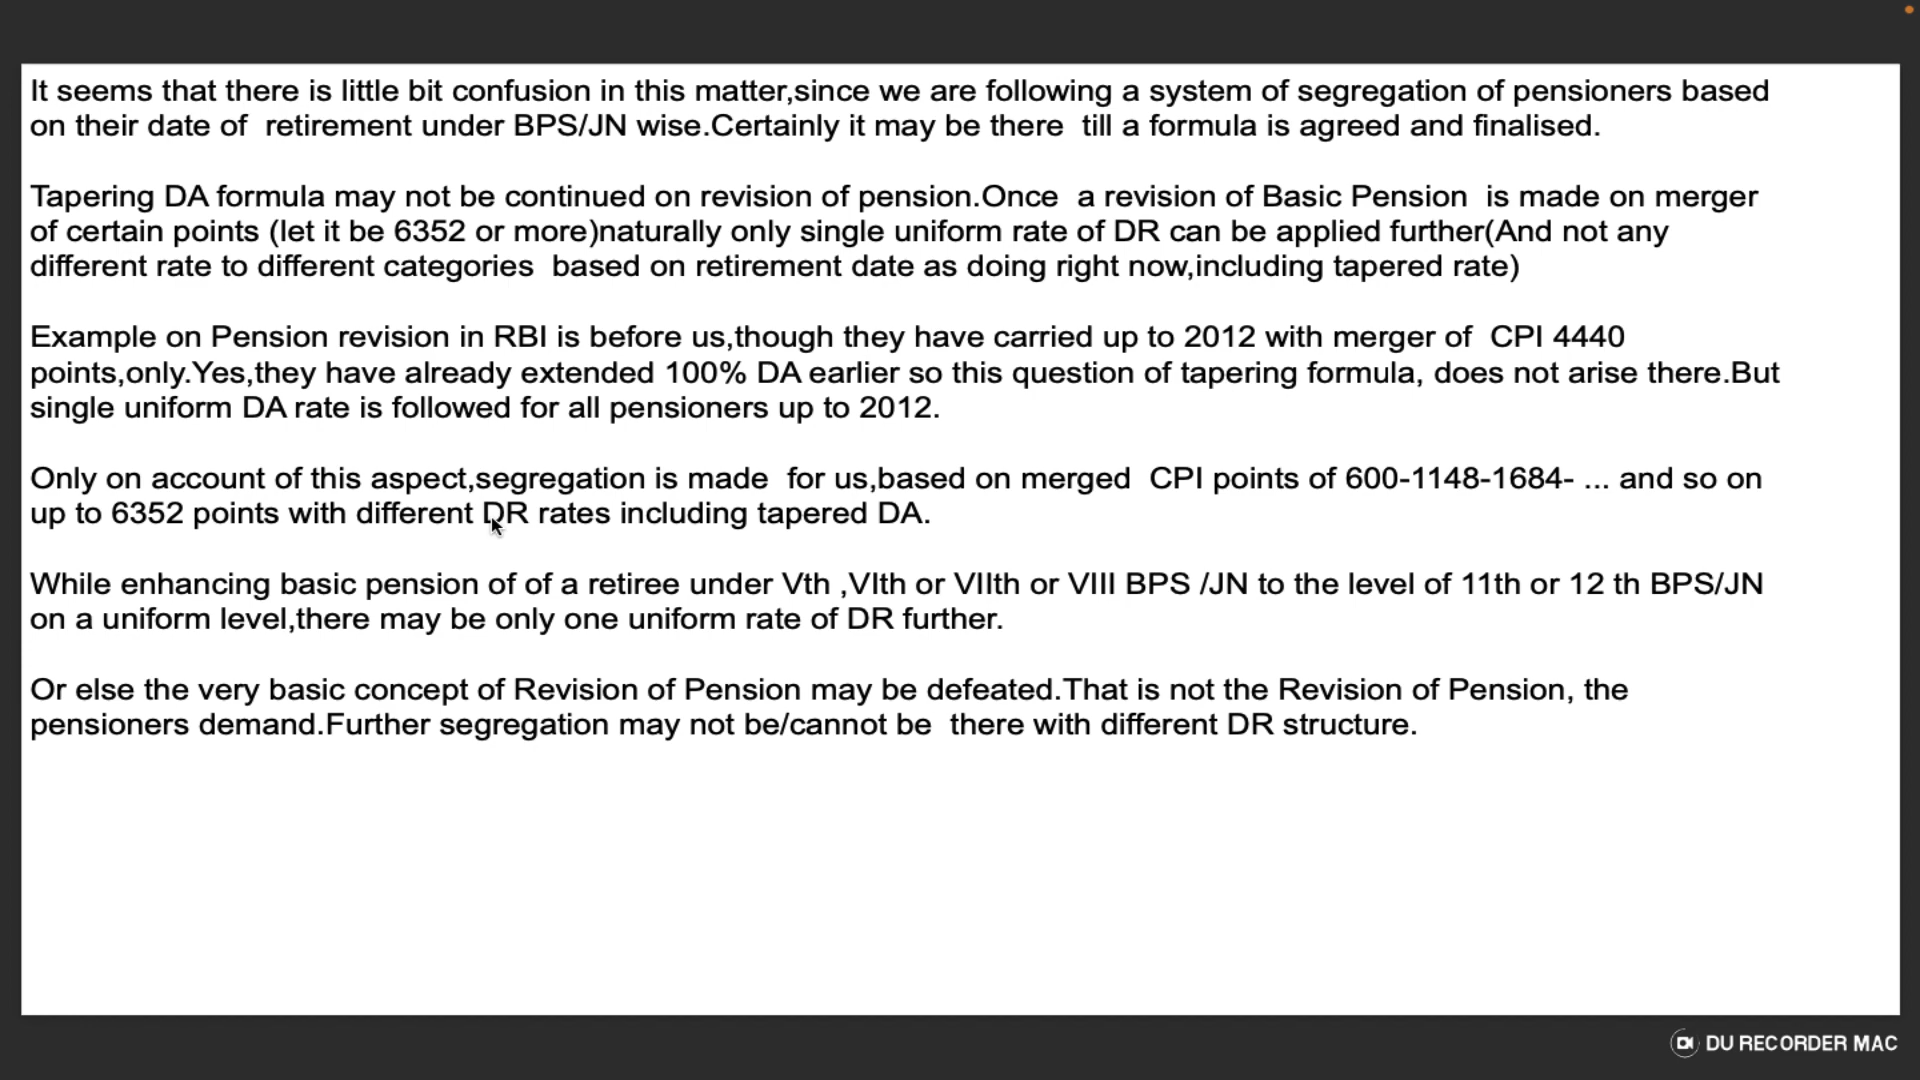 It seems that there is little bit confusion in this matter,since we are following a system of segregation of pensioners based
on their date of  retirement under BPS/JN wise.Certainly it may be there  till a formula is agreed and finalised.
Tapering DA formula may not be continued on revision of pension.Once  a revision of Basic Pension  is made on merger
of certain points (let it be 6352 or more)naturally only single uniform rate of DR can be applied further(And not any
different rate to different categories  based on retirement date as doing right now,including tapered rate)
Example on Pension revision in RBI is before us,though they have carried up to 2012 with merger of  CPI 4440
points,only.Yes,they have already extended 100% DA earlier so this question of tapering formula, does not arise there.But
single uniform DA rate is followed for all pensioners up to 2012.
Only on account of this aspect,segregation is made  for us,based on merged  CPI points of 600-1148-1684- ... and so on
up to 6352 points with different DR rates including tapered DA.
While enhancing basic pension of of a retiree under Vth ,VIth or VIIth or VIII BPS /JN to the level of 11th or 12 th BPS/JN
on a uniform level,there may be only one uniform rate of DR further.
Or else the very basic concept of Revision of Pension may be defeated.That is not the Revision of Pension, the
pensioners demand.Further segregation may not be/cannot be  there with different DR structure.
DU RECORDER MAC